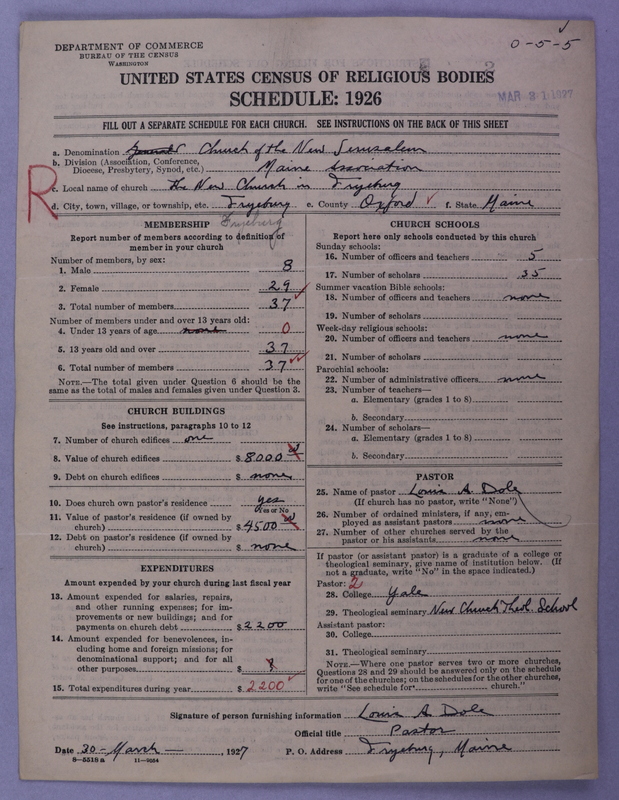 DEPARTMENT OF COMMERCE
BUREAU OF THE CENSUS
WASHINGTON
0-5-5
UNITED STATES CENSUS OF RELIGIOUS BODIES
SCHEDULE: 1926
MAR 31 1927
FILL OUT A SEPARATE SCHEDULE FOR EACH CHURCH. SEE INSTRUCTIONS ON THE BACK OF THIS SHEET
a. Denomination General Church of the New Jerusalem
b. Division (Association, Conference, Diocese, Presbytery, Synod, etc.) Maine Association
R
c. Local name of church The New Church in Fryeburg
d. City, town, village, or township, etc. Fryeburg e. County Oxford f. State Maine
Fryeburg
MEMBERSHIP
Report number of members according to definition of
member in your church
Number of members, by sex:
1. Male 8
2. Female 29
3. Total number of members 37
Number of members under and over 13 years old:
4. Under 13 years of age none 0
5. 13 years old and over 37
6. Total number of members 37
NOTE.—The total given under Question 6 should be
same as the total of males and females given under Question 3.
CHURCH BUILDINGS
See instructions, paragraphs 10 to 12
7. Number of church edifices one
8. Value of church edifices $8000
9. Debt on church edifices $ none
10. Does church own pastor's residence yes
Yes or No
11. Value of pastor's residence (if owned by
church) $4500
12. Debt on pastor's residence (if owned by
church) $ none
EXPENDITURES
Amount expended by your church during last fiscal year
13. Amount expended for salaries, repairs,
and other running expenses; for im-
provements or new buildings; and for
payments on church debt $2200
14. Amount expended for benevolences, in-
cluding home and foreign missions; for
denominational support; and for all
other purposes $ ?
15. Total expenditures during year $ 2200
CHURCH SCHOOLS
Report here only schools conducted by this church
Sunday schools:
16. Number of officers and teachers 5
17. Number of scholars 35
Summer vacation Bible schools:
18. Number of officers and teachers none
19. Number of scholars
Week-day religious schools:
20. Number of officers and teachers none
21. Number of scholars
Parochial schools:
22. Number of administrative officers none
23. Number of teachers—
a. Elementary (grades 1 to 8)
b. Secondary
24. Number of scholars—
a. Elementary (grades 1 to 8)
b. Secondary
PASTOR
25. Name of pastor Louis A. Dole
(If church has no pastor, write "None")
26. Number of ordained ministers, if any, em-
ployed as assistant pastors none
27. Number of other churches served by the
pastor or his assistants none
If pastor (or assistant pastor) is a graduate of a college or
theological seminary, give name of institution below. (If
not a graduate, write "No" in the space indicated.)
Pastor: 2
28. College Yale
29. Theological seminary New Church Theol. School
Assistant pastor:
30. College
31. Theological seminary
NOTE.—Where one pastor serves two or more churches,
Questions 28 and 29 should be answered only on the schedule
for one of the churches; on the schedules for the other churches,
write "See schedule for church."
Signature of person furnishing information Louis A. Dole
Official title Pastor
Date 30 - March - , 1927 P. O. Address Fryeburg, Maine
8—5518 a 11—9054